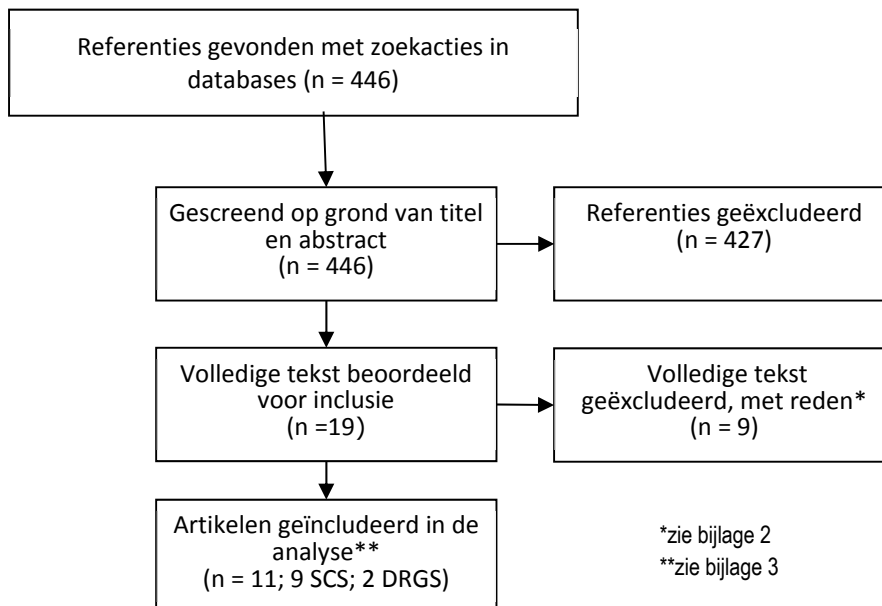 Referenties gevonden met zoekacties in
databases (n = 446)
Gescreend op grond van titel
en abstract
(n = 446)
Referenties geëxcludeerd
(n = 427)
Volledige tekst beoordeeld
voor inclusie
(n =19)
Volledige tekst
geëxcludeerd, met reden*
(n = 9)
Artikelen geïncludeerd in de
analyse**
(n = 11; 9 SCS; 2 DRGS)
*zie bijlage 2
**zie bijlage 3